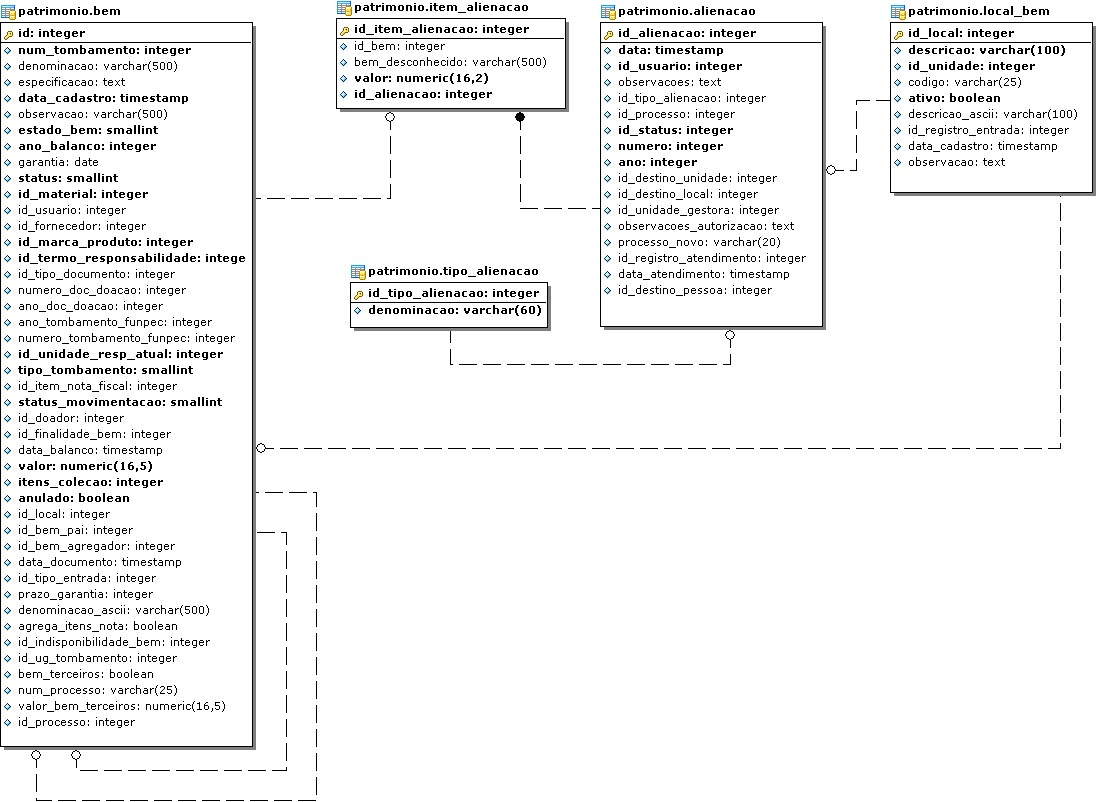 patrimonio.bem
id: integer
num_tombamento: integer
denominacao: varchar(500)
especificacao: text
data_cadastro: timestamp
observacao: varchar(500)
estado_bem: smallint
ano_balanco: integer
garantia: date
status: smallint
id_material: integer
id_usuario: integer
id_fornecedor: integer
id_marca_produto: integer
id_termo_responsabilidade: intege
id_tipo_documento: integer
numero_doc_doacao: integer
ano_doc_doacao: integer
ano_tombamento_funpec: integer
numero_tombamento_funpec: integer
id_unidade_resp_atual: integer
tipo_tombamento: smallint
id_item_nota_fiscal: integer
status_movimentacao: smallint
id_doador: integer
id_finalidade_bem: integer
data_balanco: timestamp
valor: numeric(16,5)
itens_colecao: integer
anulado: boolean
id_local: integer
id_bem_pai: integer
id_bem_agregador: integer
data_documento: timestamp
id_tipo_entrada: integer
prazo_garantia: integer
denominacao_ascii: varchar(500)
agrega_itens_nota: boolean
id_indisponibilidade_bem: integer
id_ug_tombamento: integer
bem_terceiros: boolean
num_processo: varchar(25)
valor_bem_terceiros: numeric(16,5)
id_processo: integer
patrimonio.item_alienacao
id_item_alienacao: integer
id_bem: integer
bem_desconhecido: varchar(500)
valor: numeric(16,2)
id_alienacao: integer
patrimonio.tipo_alienacao
id_tipo_alienacao: integer
denominacao: varchar(60)
patrimonio.alienacao
id_alienacao: integer
data: timestamp
id_usuario: integer
observacoes: text
id_tipo_alienacao: integer
id_processo: integer
id_status: integer
numero: integer
ano: integer
id_destino_unidade: integer
id_destino_local: integer
id_unidade_gestora: integer
observacoes_autorizacao: text
processo_novo: varchar(20)
id_registro_atendimento: integer
data_atendimento: timestamp
id_destino_pessoa: integer
patrimonio.local_bem
id_local: integer
descricao: varchar(100)
id_unidade: integer
codigo: varchar(25)
ativo: boolean
descricao_ascii: varchar(100)
id_registro_entrada: integer
data_cadastro: timestamp
observacao: text